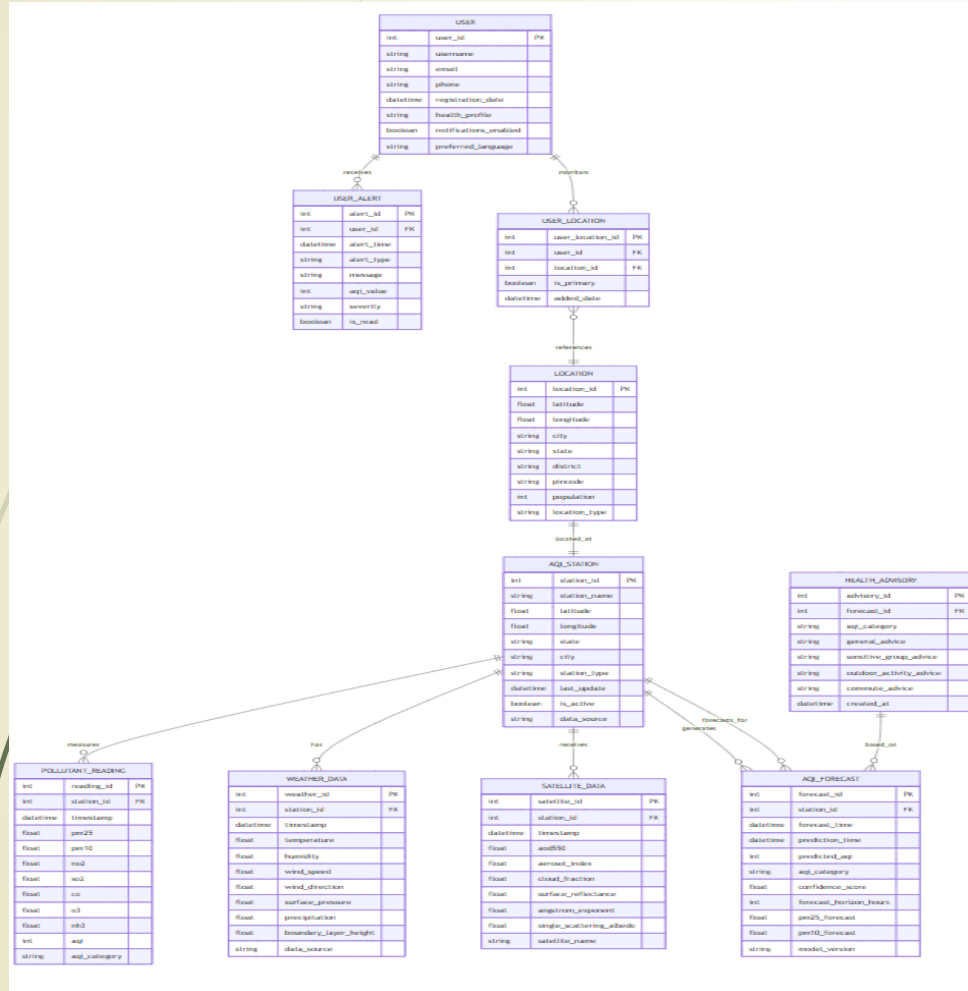 USER
int user_id PK
string username
string email
string phone
datetime registration_date
string health_profile
boolean notifications_enabled
string preferred_language
receives
monitors
USER_ALERT
int alert_id PK
int user_id FK
datetime alert_time
string alert_type
string message
int aqi_value
string severity
boolean is_read
USER_LOCATION
int user_location_id PK
int user_id FK
int location_id FK
boolean is_primary
datetime added_date
references
LOCATION
int location_id PK
float latitude
float longitude
string city
string state
string district
string pincode
int population
string location_type
located_at
AQI_STATION
int station_id PK
string station_name
float latitude
float longitude
string state
string city
string station_type
datetime last_update
boolean is_active
string data_source
HEALTH_ADVISORY
int advisory_id PK
int forecast_id FK
string aqi_category
string general_advice
string sensitive_group_advice
string outdoor_activity_advice
string commute_advice
datetime created_at
measures
has
receives
forecasts_for
generates
based_on
POLLUTANT_READING
int reading_id PK
int station_id FK
datetime timestamp
float pm25
float pm10
float no2
float so2
float co
float o3
float nh3
int aqi
string aqi_category
WEATHER_DATA
int weather_id PK
int station_id FK
datetime timestamp
float temperature
float humidity
float wind_speed
float wind_direction
float surface_pressure
float precipitation
float boundary_layer_height
string data_source
SATELLITE_DATA
int satellite_id PK
int station_id FK
datetime timestamp
float aod550
float aerosol_index
float cloud_fraction
float surface_reflectance
float angstrom_exponent
float single_scattering_albedo
string satellite_name
AQI_FORECAST
int forecast_id PK
int station_id FK
datetime forecast_time
datetime prediction_time
int predicted_aqi
string aqi_category
float confidence_score
int forecast_horizon_hours
float pm25_forecast
float pm10_forecast
string model_version